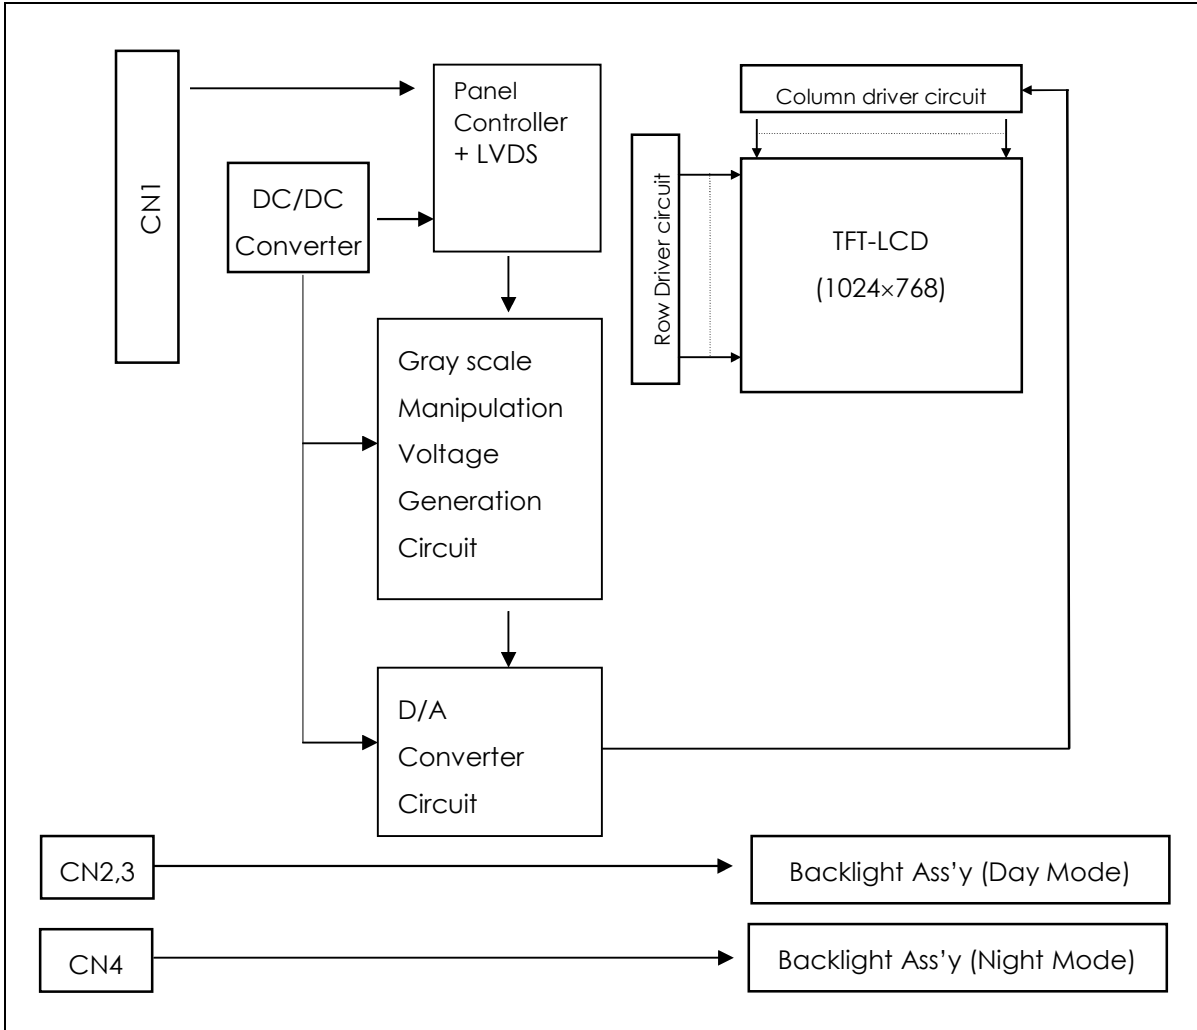 CN1
Panel
Controller
+ LVDS
DC/DC
Converter
Gray scale
Manipulation
Voltage
Generation
Circuit
D/A
Converter
Circuit
Column driver circuit
Row Driver circuit
TFT-LCD
(1024×768)
CN2,3
Backlight Ass’y (Day Mode)
CN4
Backlight Ass’y (Night Mode)